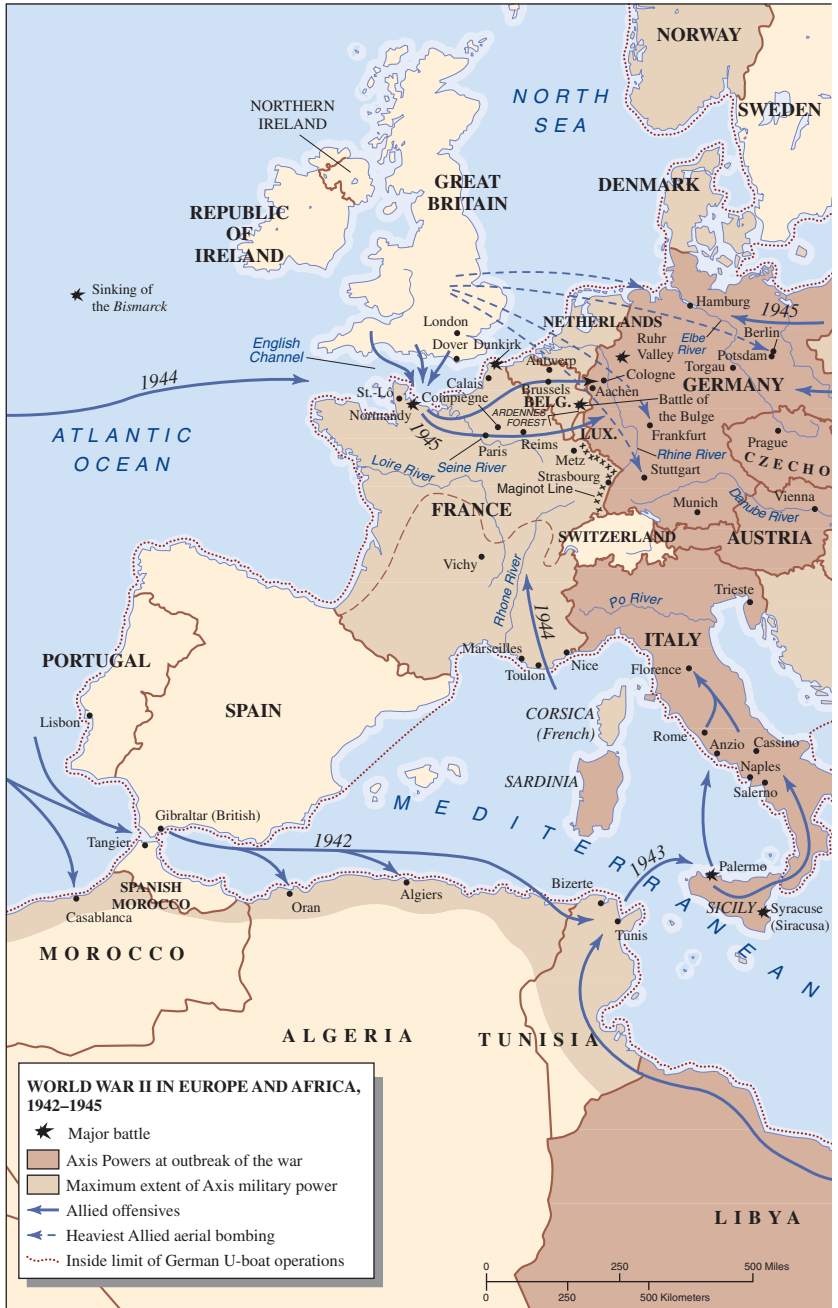 NORWAY
NORTH
SEA
SWEDEN
NORTHERN
IRELAND
GREAT
BRITAIN
DENMARK
REPUBLIC
OF
IRELAND
Sinking of
the Bismarck
Hamburg
1945
London
NETHERLANDS
Elbe
River
Berlin
English
Channel
Dover
Dunkirk
Ruhr
Valley
Potsdam
Torgau
1944
Calais
Antwerp
Cologne
GERMANY
St.-Lô
Compiègne
Brussels
Aachen
BELG.
Battle of
the Bulge
Normandy
ARDENNES
FOREST
1945
ATLANTIC
OCEAN
Paris
Reims
LUX.
Frankfurt
Prague
Loire River
Seine River
Metz
Rhine River
CZECHO
Strasbourg
Stuttgart
Maginot Line
FRANCE
Munich
Danube River
Vienna
SWITZERLAND
AUSTRIA
Vichy
Rhone River
1944
Po River
Trieste
PORTUGAL
Marseilles
Toulon
Nice
ITALY
Florence
Lisbon
SPAIN
CORSICA
(French)
Rome
Anzio
Cassino
SARDINIA
Naples
Salerno
MEDITERRANEAN
Gibraltar (British)
Tangier
1942
1943
Palermo
SPANISH
MOROCCO
Oran
Algiers
Bizerte
SICILY
Syracuse
(Siracusa)
Casablanca
Tunis
MOROCCO
ALGERIA
TUNISIA
LIBYA
WORLD WAR II IN EUROPE AND AFRICA,
1942–1945
Major battle
Axis Powers at outbreak of the war
Maximum extent of Axis military power
Allied offensives
Heaviest Allied aerial bombing
Inside limit of German U-boat operations
0 250 500 Miles
0 250 500 Kilometers